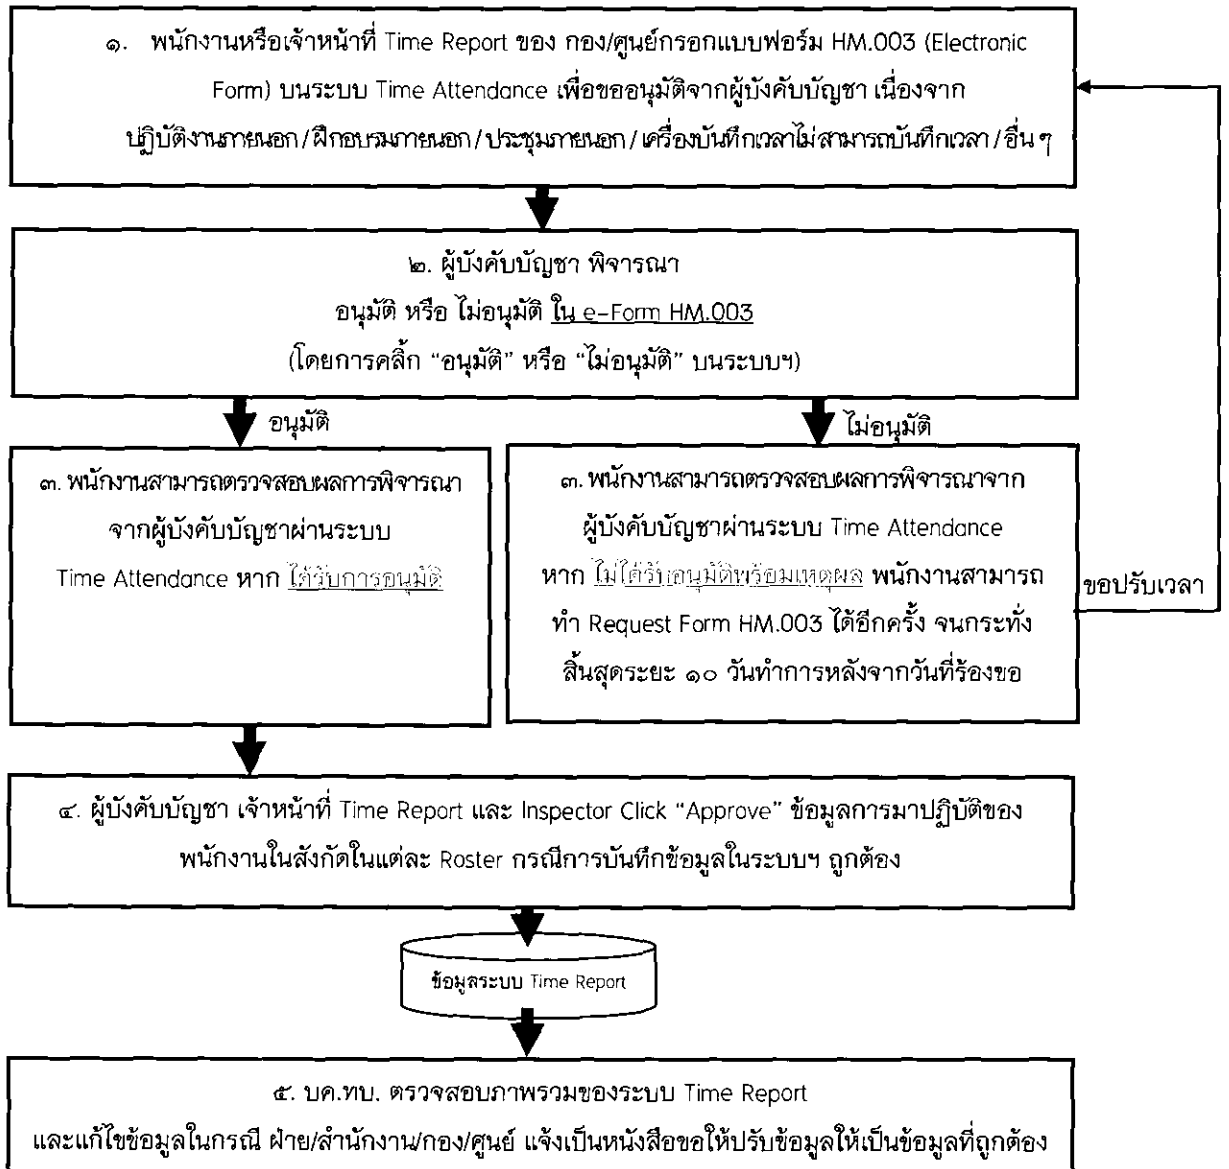 ๑. พนักงานหรือเจ้าหน้าที่ Time Report ของ กอง/ศูนย์กรอกแบบฟอร์ม HM.003 (Electronic
Form) บนระบบ Time Attendance เพื่อขออนุมัติจากผู้บังคับบัญชา เนื่องจาก
ปฏิบัติงานภายนอก/ฝึกอบรมภายนอก/ประชุมภายนอก/เครื่องบันทึกเวลาไม่สามารถบันทึกเวลา/อื่น ๆ
๒. ผู้บังคับบัญชา พิจารณา
อนุมัติ หรือ ไม่อนุมัติ ใน e-Form HM.003
(โดยการคลิ้ก “อนุมัติ” หรือ “ไม่อนุมัติ” บนระบบฯ)
อนุมัติ
ไม่อนุมัติ
๓. พนักงานสามารถตรวจสอบผลการพิจารณา
จากผู้บังคับบัญชาผ่านระบบ
Time Attendance หาก ได้รับการอนุมัติ
๓. พนักงานสามารถตรวจสอบผลการพิจารณาจาก
ผู้บังคับบัญชาผ่านระบบ Time Attendance
หาก ไม่ได้รับอนุมัติพร้อมเหตุผล พนักงานสามารถ
ทำ Request Form HM.003 ได้อีกครั้ง จนกระทั่ง
สิ้นสุดระยะ ๑๐ วันทำการหลังจากวันที่ร้องขอ
ขอปรับเวลา
๔. ผู้บังคับบัญชา เจ้าหน้าที่ Time Report และ Inspector Click “Approve” ข้อมูลการมาปฏิบัติของ
พนักงานในสังกัดในแต่ละ Roster กรณีการบันทึกข้อมูลในระบบฯ ถูกต้อง
ข้อมูลระบบ Time Report
๕. บค.ทบ. ตรวจสอบภาพรวมของระบบ Time Report
และแก้ไขข้อมูลในกรณี ฝ่าย/สำนักงาน/กอง/ศูนย์ แจ้งเป็นหนังสือขอให้ปรับข้อมูลให้เป็นข้อมูลที่ถูกต้อง